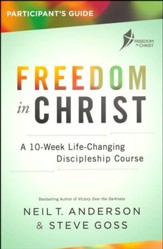 PARTICIPANT'S GUIDE
FREEDOM
IN CHRIST
FREEDOM
in CHRIST
A 10-Week Life-Changing
Discipleship Course
Bestselling Author of Victory Over the Darkness
NEIL T. ANDERSON
& STEVE GOSS